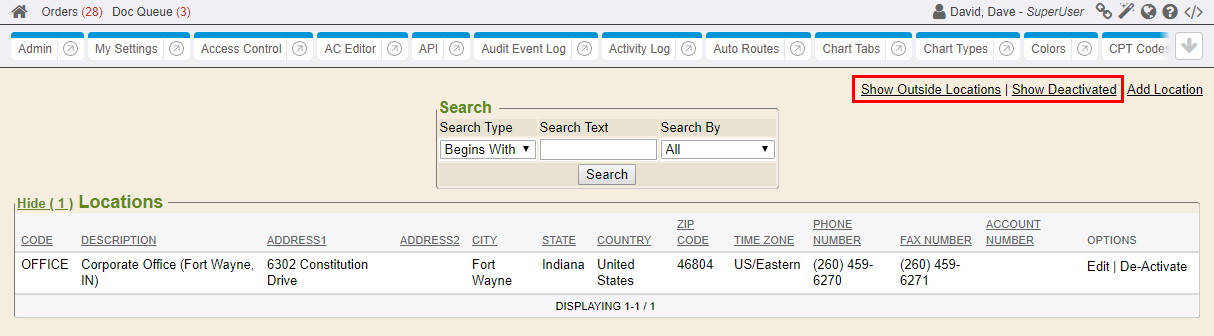 Orders (28) Doc Queue (3) David, Dave - SuperUser
Admin My Settings Access Control AC Editor API Audit Event Log Activity Log Auto Routes Chart Tabs Chart Types Colors CPT Codes
Show Outside Locations | Show Deactivated Add Location
Search
Search Type Search Text Search By
Begins With All
Search
Hide ( 1 ) Locations
CODE DESCRIPTION ADDRESS1 ADDRESS2 CITY STATE COUNTRY ZIP CODE TIME ZONE PHONE NUMBER FAX NUMBER ACCOUNT NUMBER OPTIONS
OFFICE Corporate Office (Fort Wayne, IN) 6302 Constitution Drive Fort Wayne Indiana United States 46804 US/Eastern (260) 459-6270 (260) 459-6271 Edit | De-Activate
DISPLAYING 1-1 / 1